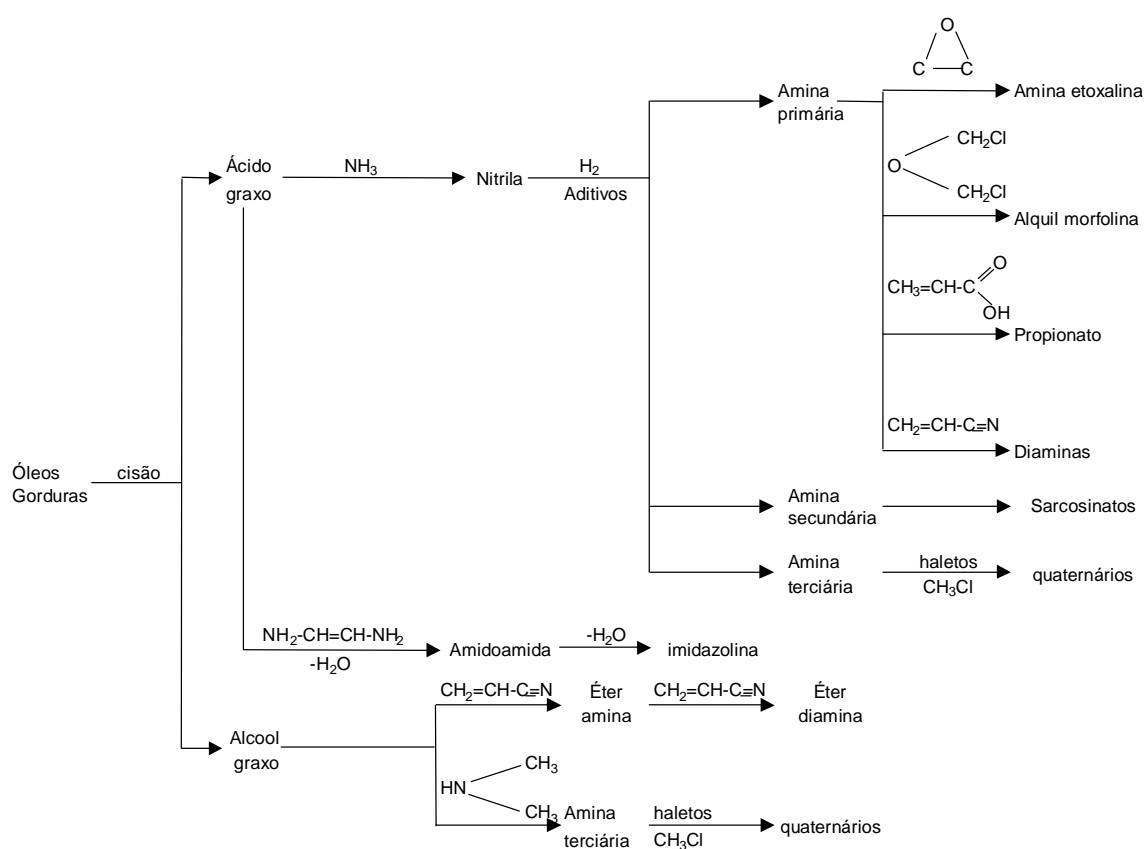 O
C C
Amina
primária
Amina etoxalina
CH₂Cl
O
CH₂Cl
Alquil morfolina
Ácido
graxo
NH₃
Nitrila
H₂
Aditivos
O
CH₃=CH-C
OH
Propionato
CH₂=CH-C≡N
Diaminas
Óleos
Gorduras
cisão
Amina
secundária
Sarcosinatos
Amina
terciária
haletos
CH₃Cl
quaternários
NH₂-CH=CH-NH₂
-H₂O
Amidoamida
-H₂O
imidazolina
CH₂=CH-C≡N
Éter
amina
CH₂=CH-C≡N
Éter
diamina
Alcool
graxo
CH₃
HN
CH₃
Amina
terciária
haletos
CH₃Cl
quaternários